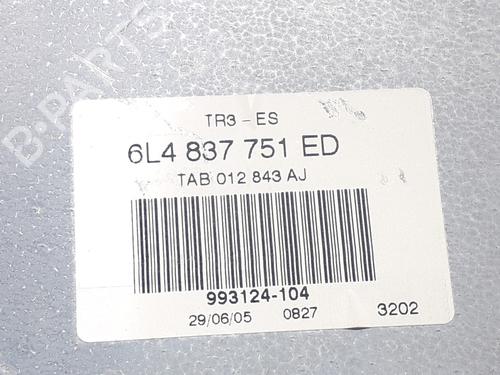 B-PARTS
TR3-ES
6L4 837 751 ED
TAB 012 843 AJ
993124-104
29/06/05 0827 3202